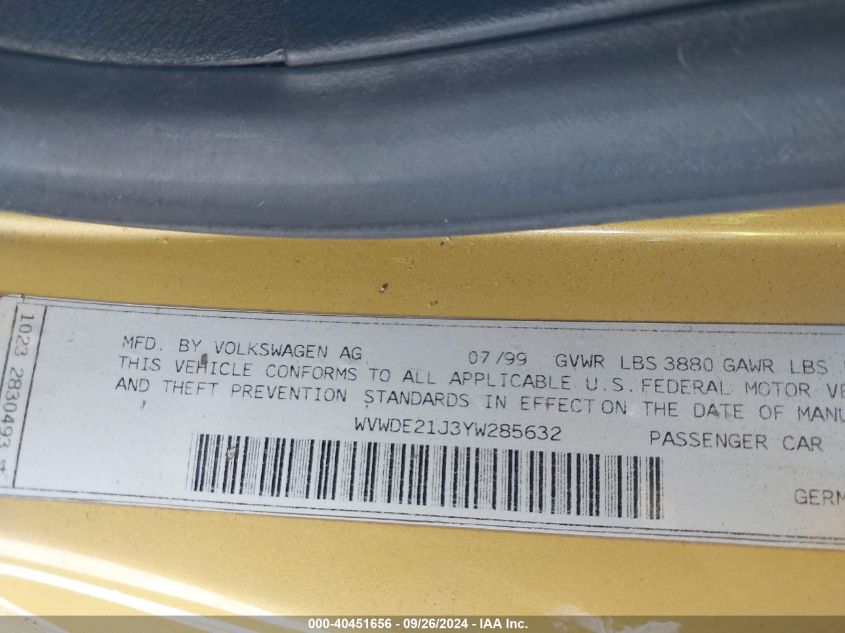 MFD. BY VOLKSWAGEN AG 07/99 GVWR LBS 3880 GAWR LBS
THIS VEHICLE CONFORMS TO ALL APPLICABLE U.S. FEDERAL MOTOR VE
AND THEFT PREVENTION STANDARDS IN EFFECT ON THE DATE OF MANU
WVWDE21J3YW285632 PASSENGER CAR
GERM
1023 2830493 4
000-40451656 - 09/26/2024 - IAA Inc.